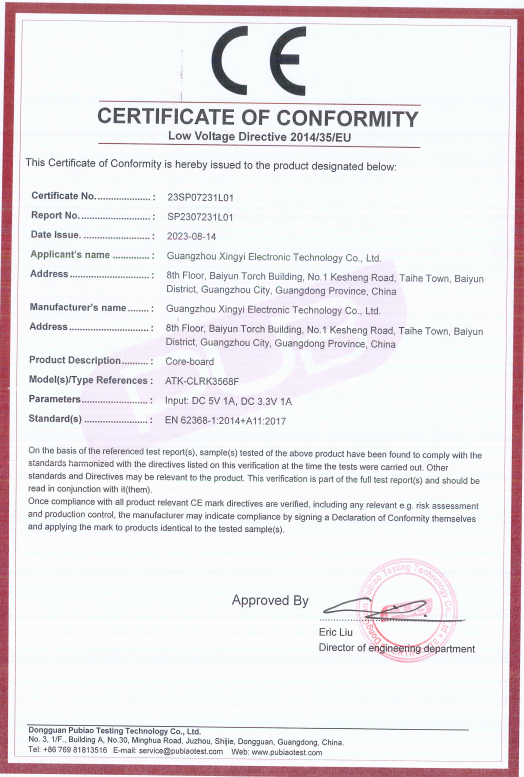 CE
CERTIFICATE OF CONFORMITY
Low Voltage Directive 2014/35/EU
This Certificate of Conformity is hereby issued to the product designated below:
Certificate No. ..................... : 23SP07231L01
Report No. ........................... : SP2307231L01
Date Issue. .......................... : 2023-08-14
Applicant's name .............. : Guangzhou Xingyi Electronic Technology Co., Ltd.
Address ............................... : 8th Floor, Baiyun Torch Building, No.1 Kesheng Road, Taihe Town, Baiyun
District, Guangzhou City, Guangdong Province, China
Manufacturer's name ........ : Guangzhou Xingyi Electronic Technology Co., Ltd.
Address ............................... : 8th Floor, Baiyun Torch Building, No.1 Kesheng Road, Taihe Town, Baiyun
District, Guangzhou City, Guangdong Province, China
Product Description .......... : Core-board
Model(s)/Type References : ATK-CLRK3568F
Parameters .......................... : Input: DC 5V 1A, DC 3.3V 1A
Standard(s) ......................... : EN 62368-1:2014+A11:2017
On the basis of the referenced test report(s), sample(s) tested of the above product have been found to comply with the
standards harmonized with the directives listed on this verification at the time the tests were carried out. Other
standards and Directives may be relevant to the product. This verification is part of the full test report(s) and should be
read in conjunction with it(them).
Once compliance with all product relevant CE mark directives are verified, including any relevant e.g. risk assessment
and production control, the manufacturer may indicate compliance by signing a Declaration of Conformity themselves
and applying the mark to products identical to the tested sample(s).
Approved By
Eric Liu
Director of engineering department
Pubiao Testing Technology Co.
Dongguan Pubiao Testing Technology Co., Ltd.
No. 3, 1/F., Building A, No.30, Minghua Road, Juzhou, Shijie, Dongguan, Guangdong, China.
Tel: +86 769 81813516 E-mail: service@pubiaotest.com Web: www.pubiaotest.com